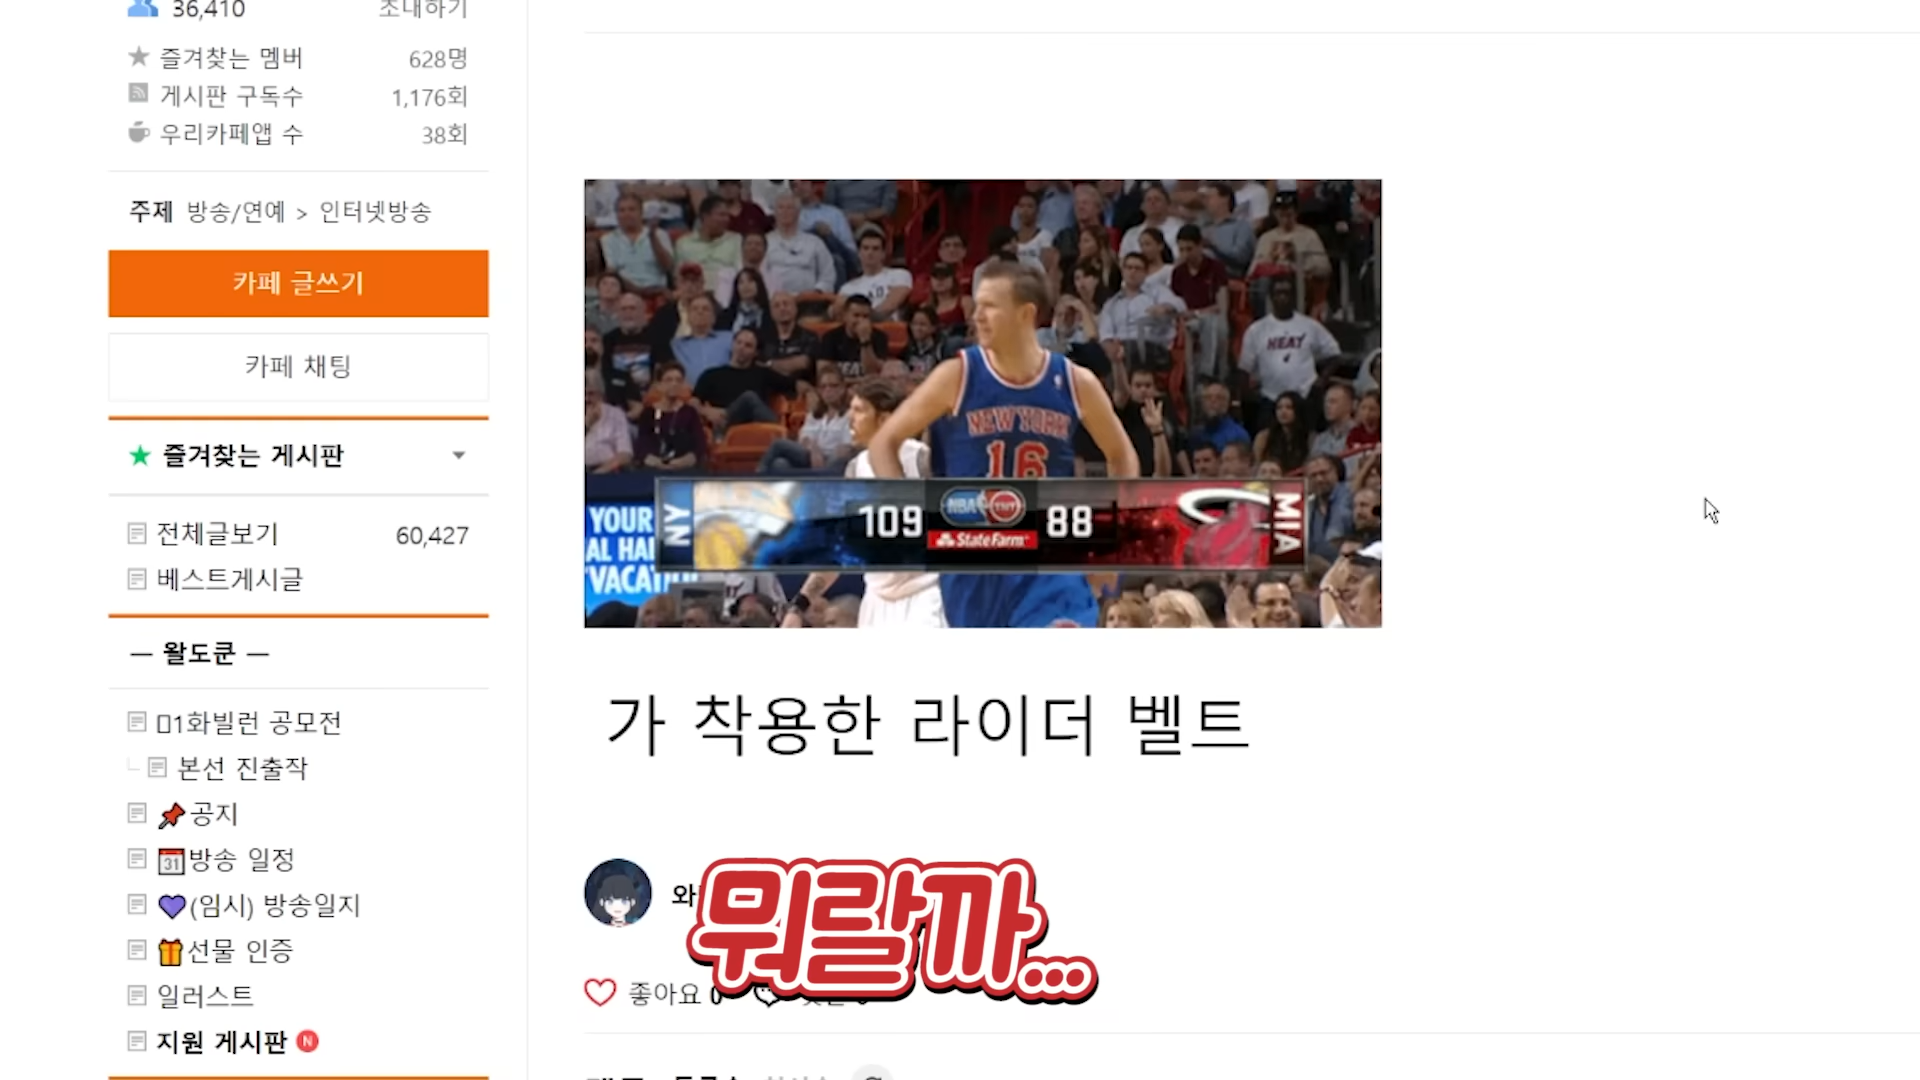 36,410
초대하기
즐겨찾는 멤버 628명
게시판 구독수 1,176회
우리카페앱 수 38회
주제 방송/연예 > 인터넷방송
카페 글쓰기
카페 채팅
즐겨찾는 게시판
전체글보기 60,427
베스트게시글
— 왈도쿤 —
1화빌런 공모전
본선 진출작
공지
31 방송 일정
(임시) 방송일지
선물 인증
일러스트
지원 게시판 N
HEAT
NEW YORK
16
YOUR
VACATI
NY 109 NBA TNT 88 MIA
StateFarm
가 착용한 라이더 벨트
와
뭐랄까...
좋아요 0